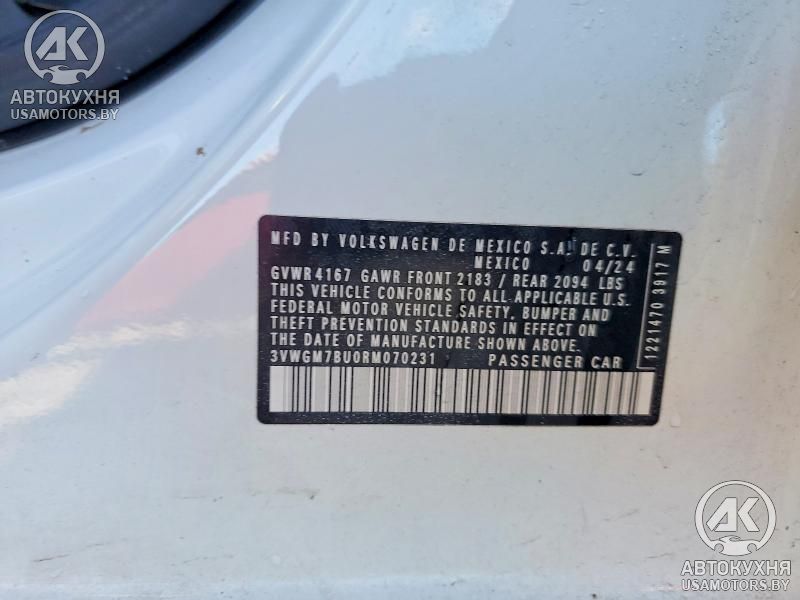 AK
АВТОКУХНЯ
USAMOTORS.BY
MFD BY VOLKSWAGEN DE MEXICO S.A. DE C.V.
MEXICO 04/24
GVWR 4167 GAWR FRONT 2183 / REAR 2094 LBS
THIS VEHICLE CONFORMS TO ALL APPLICABLE U.S.
FEDERAL MOTOR VEHICLE SAFETY, BUMPER AND
THEFT PREVENTION STANDARDS IN EFFECT ON
THE DATE OF MANUFACTURE SHOWN ABOVE.
3VWGM7BU0RM070231 PASSENGER CAR
1221470 3917 M
AK
АВТОКУХНЯ
USAMOTORS.BY